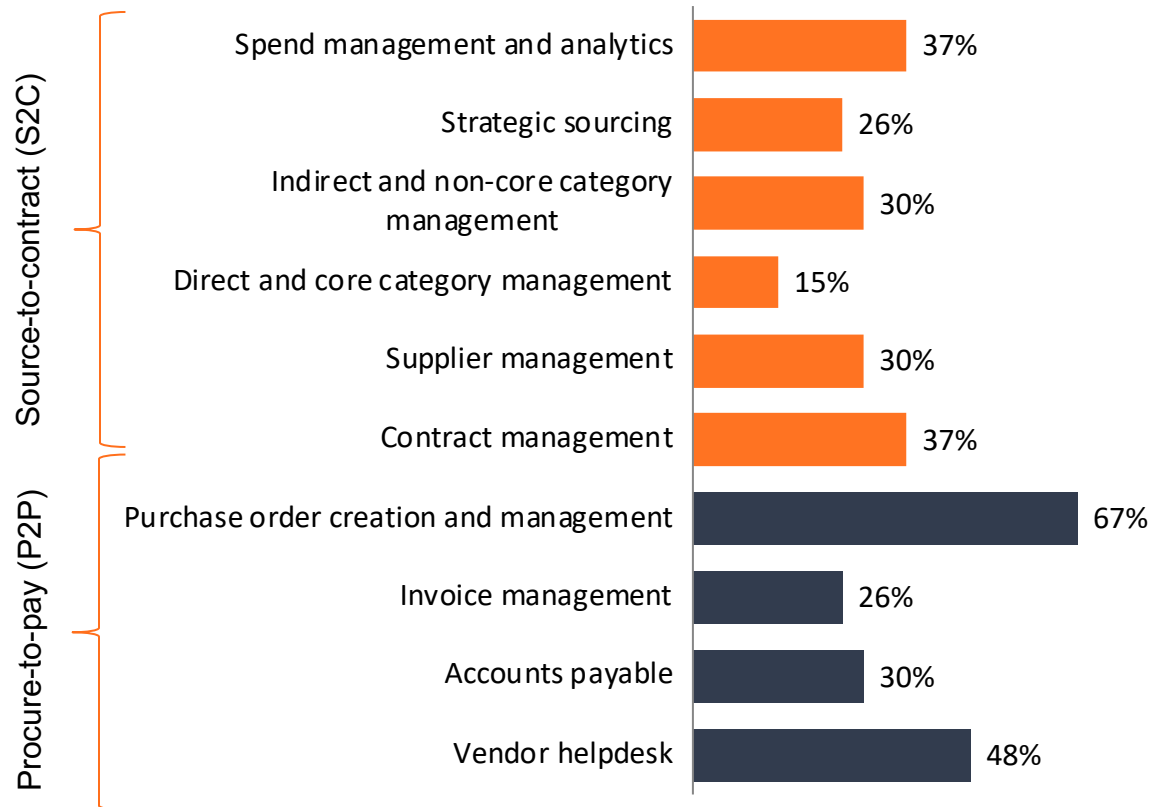 Source-to-contract (S2C)
Spend management and analytics
37%
Strategic sourcing
26%
Indirect and non-core category
management
30%
Direct and core category management
15%
Supplier management
30%
Contract management
37%
Procure-to-pay (P2P)
Purchase order creation and management
67%
Invoice management
26%
Accounts payable
30%
Vendor helpdesk
48%